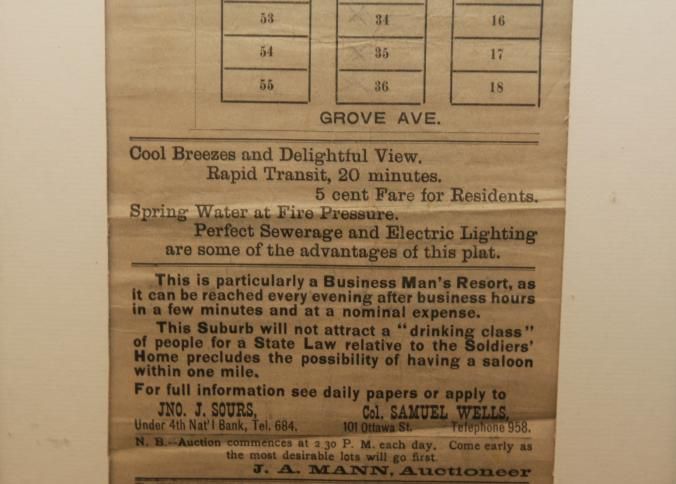 53 34 16
54 35 17
55 36 18
GROVE AVE.
Cool Breezes and Delightful View.
Rapid Transit, 20 minutes.
5 cent Fare for Residents.
Spring Water at Fire Pressure.
Perfect Sewerage and Electric Lighting
are some of the advantages of this plat.
This is particularly a Business Man's Resort, as
it can be reached every evening after business hours
in a few minutes and at a nominal expense.
This Suburb will not attract a "drinking class"
of people for a State Law relative to the Soldiers'
Home precludes the possibility of having a saloon
within one mile.
For full information see daily papers or apply to
JNO. J. SOURS, Col. SAMUEL WELLS,
Under 4th Nat'l Bank, Tel. 684. 101 Ottawa St. Telephone 958.
N. B.--Auction commences at 2 30 P. M. each day. Come early as
the most desirable lots will go first.
J. A. MANN, Auctioneer